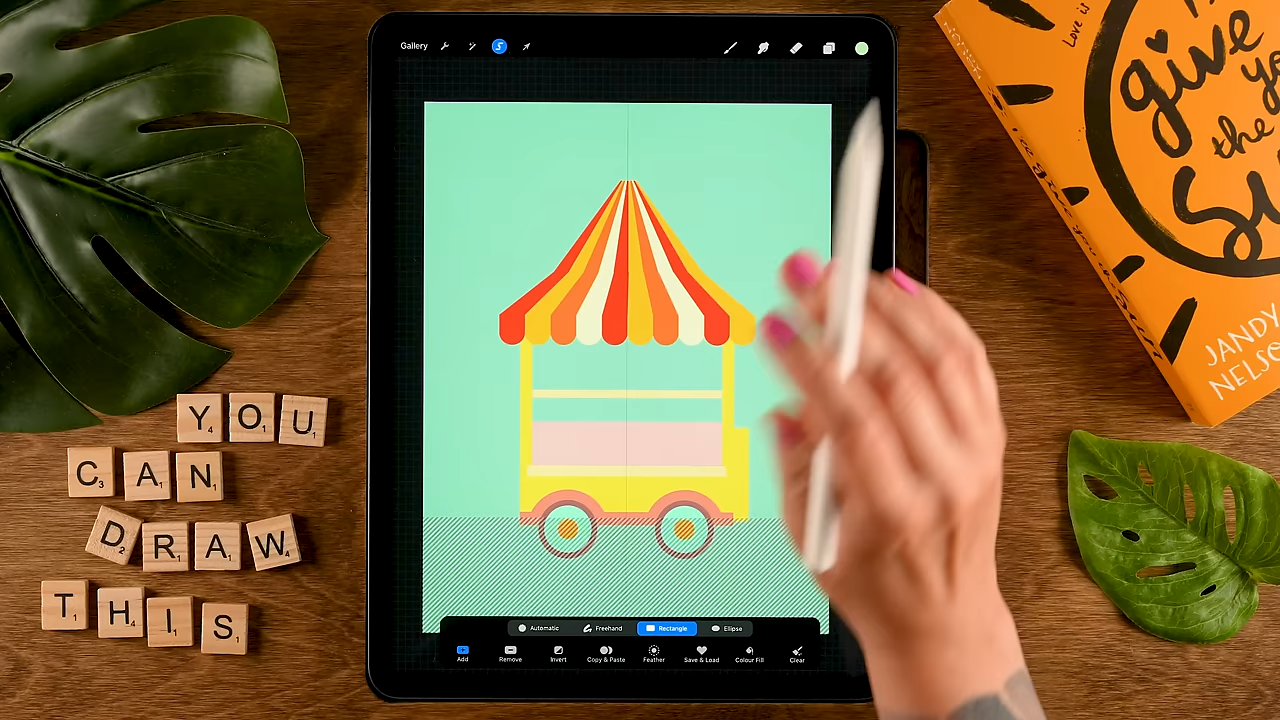 Gallery
S
Automatic
Freehand
Rectangle
Ellipse
Add
Remove
Invert
Copy & Paste
Feather
Save & Load
Colour Fill
Clear
YOU
CAN
DRAW
THIS
Love is
give
the
JANDY